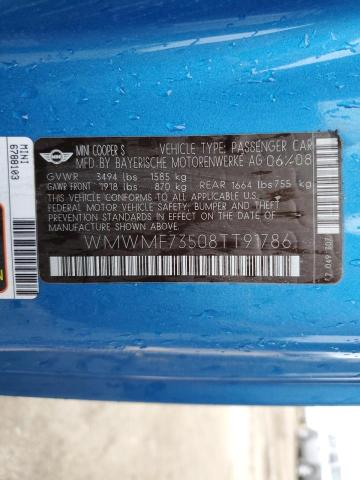 MINI COOPER S
VEHICLE TYPE: PASSENGER CAR
MFD BY BAYERISCHE MOTORENWERKE AG 06/08
GVWR 3494 lbs 1585 kg
GAWR FRONT 1918 lbs 870 kg REAR 1664 lbs 755 kg
THIS VEHICLE CONFORMS TO ALL APPLICABLE
FEDERAL MOTOR VEHICLE SAFETY, BUMPER, AND
THEFT PREVENTION STANDARDS IN EFFECT ON THE
DATE OF MANUFACTURE SHOWN ABOVE.
WMWMF73508TT91786
MINI
6788103